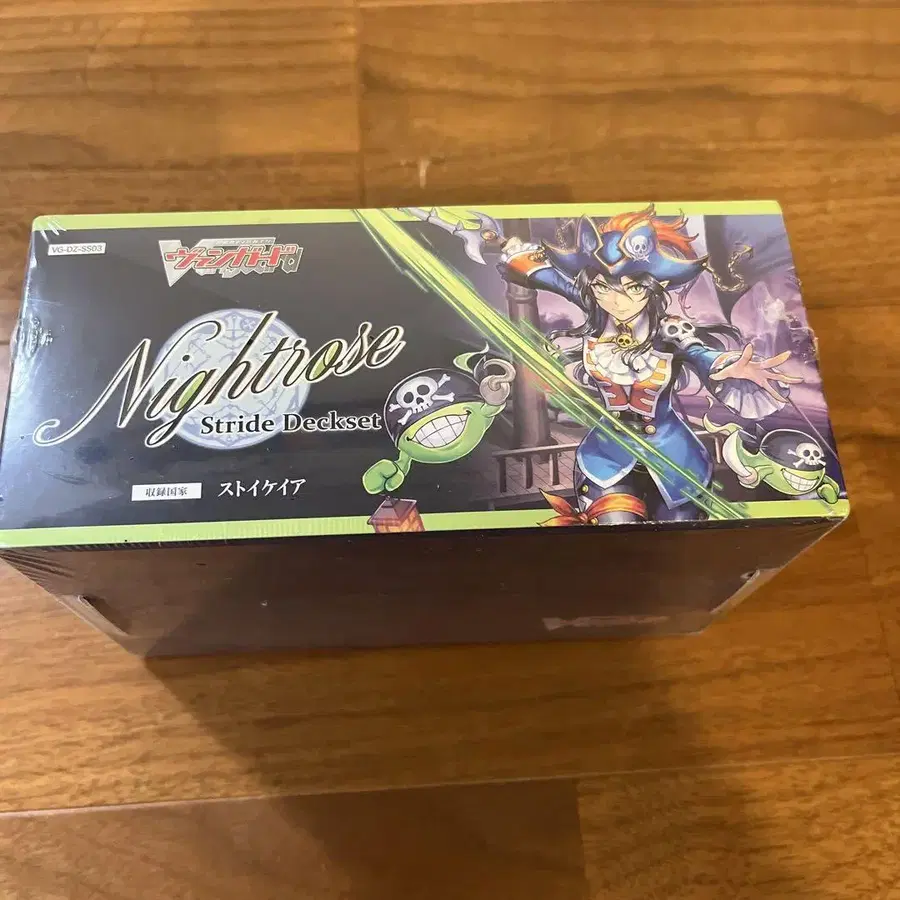 VG-DZ-SS03
ヴァンガード
Nightrose
Stride Deckset
収録国家 ストイケイア